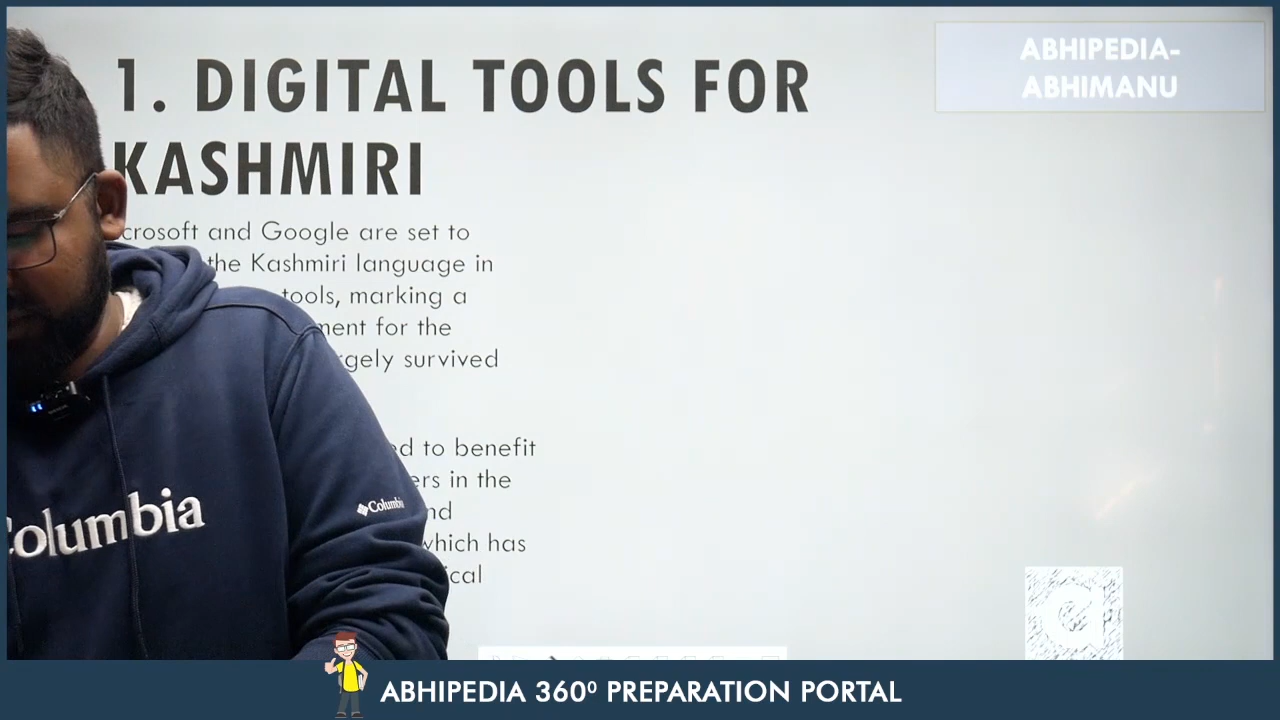 1. DIGITAL TOOLS FOR
KASHMIRI
ABHIPEDIA-
ABHIMANU
crosoft and Google are set to
the Kashmiri language in
tools, marking a
ment for the
rgely survived
ed to benefit
ers in the
nd
which has
ical
Columbia
Columbia
ABHIPEDIA 360⁰ PREPARATION PORTAL